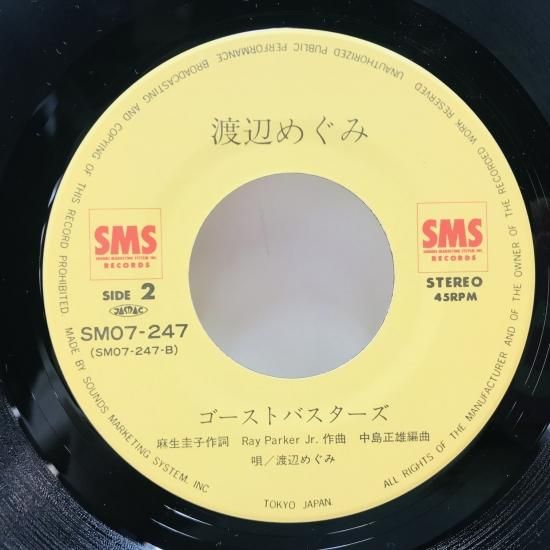 渡辺めぐみ
SMS
SOUNDS MARKETING SYSTEM, INC
RECORDS
SIDE 2
JASRAC
SM07-247
(SM07-247-B)
SMS
SOUNDS MARKETING SYSTEM, INC
RECORDS
STEREO
45RPM
ゴーストバスターズ
麻生圭子作詞 Ray Parker Jr. 作曲 中島正雄編曲
唄／渡辺めぐみ
MADE BY SOUNDS MARKETING SYSTEM, INC
TOKYO JAPAN.
ALL RIGHTS OF THE MANUFACTURER AND OF THE OWNER OF THE RECORDED WORK RESERVED
UNAUTHORIZED PUBLIC PERFORMANCE, BROADCASTING AND COPYING OF THIS RECORD PROHIBITED